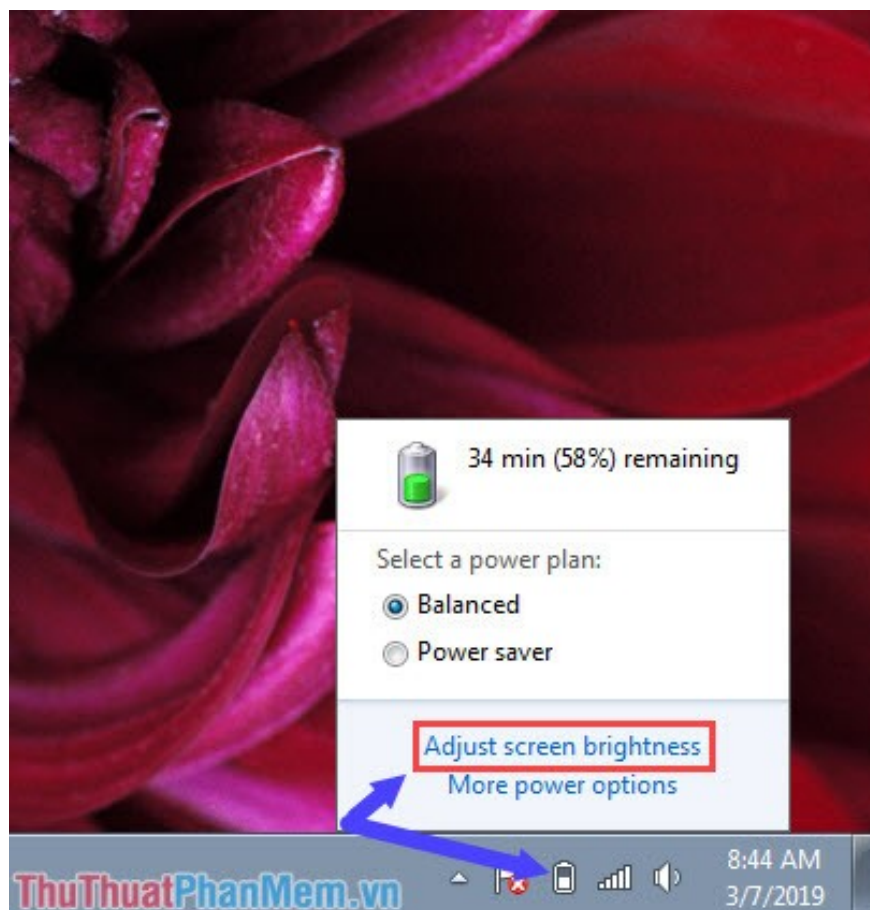 34 min (58%) remaining
Select a power plan:
Balanced
Power saver
Adjust screen brightness
More power options
8:44 AM
3/7/2019
ThuThuatPhanMem.vn